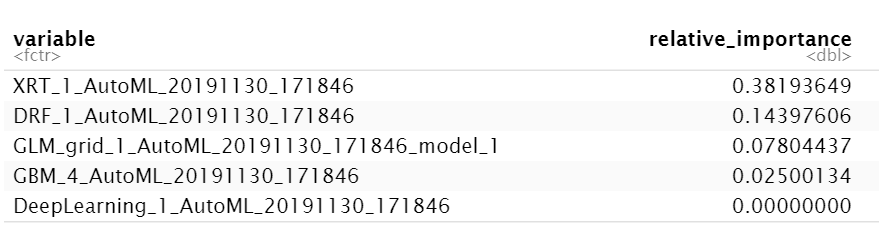 variable relative_importance
<fctr> <dbl>
XRT_1_AutoML_20191130_171846 0.38193649
DRF_1_AutoML_20191130_171846 0.14397606
GLM_grid_1_AutoML_20191130_171846_model_1 0.07804437
GBM_4_AutoML_20191130_171846 0.02500134
DeepLearning_1_AutoML_20191130_171846 0.00000000